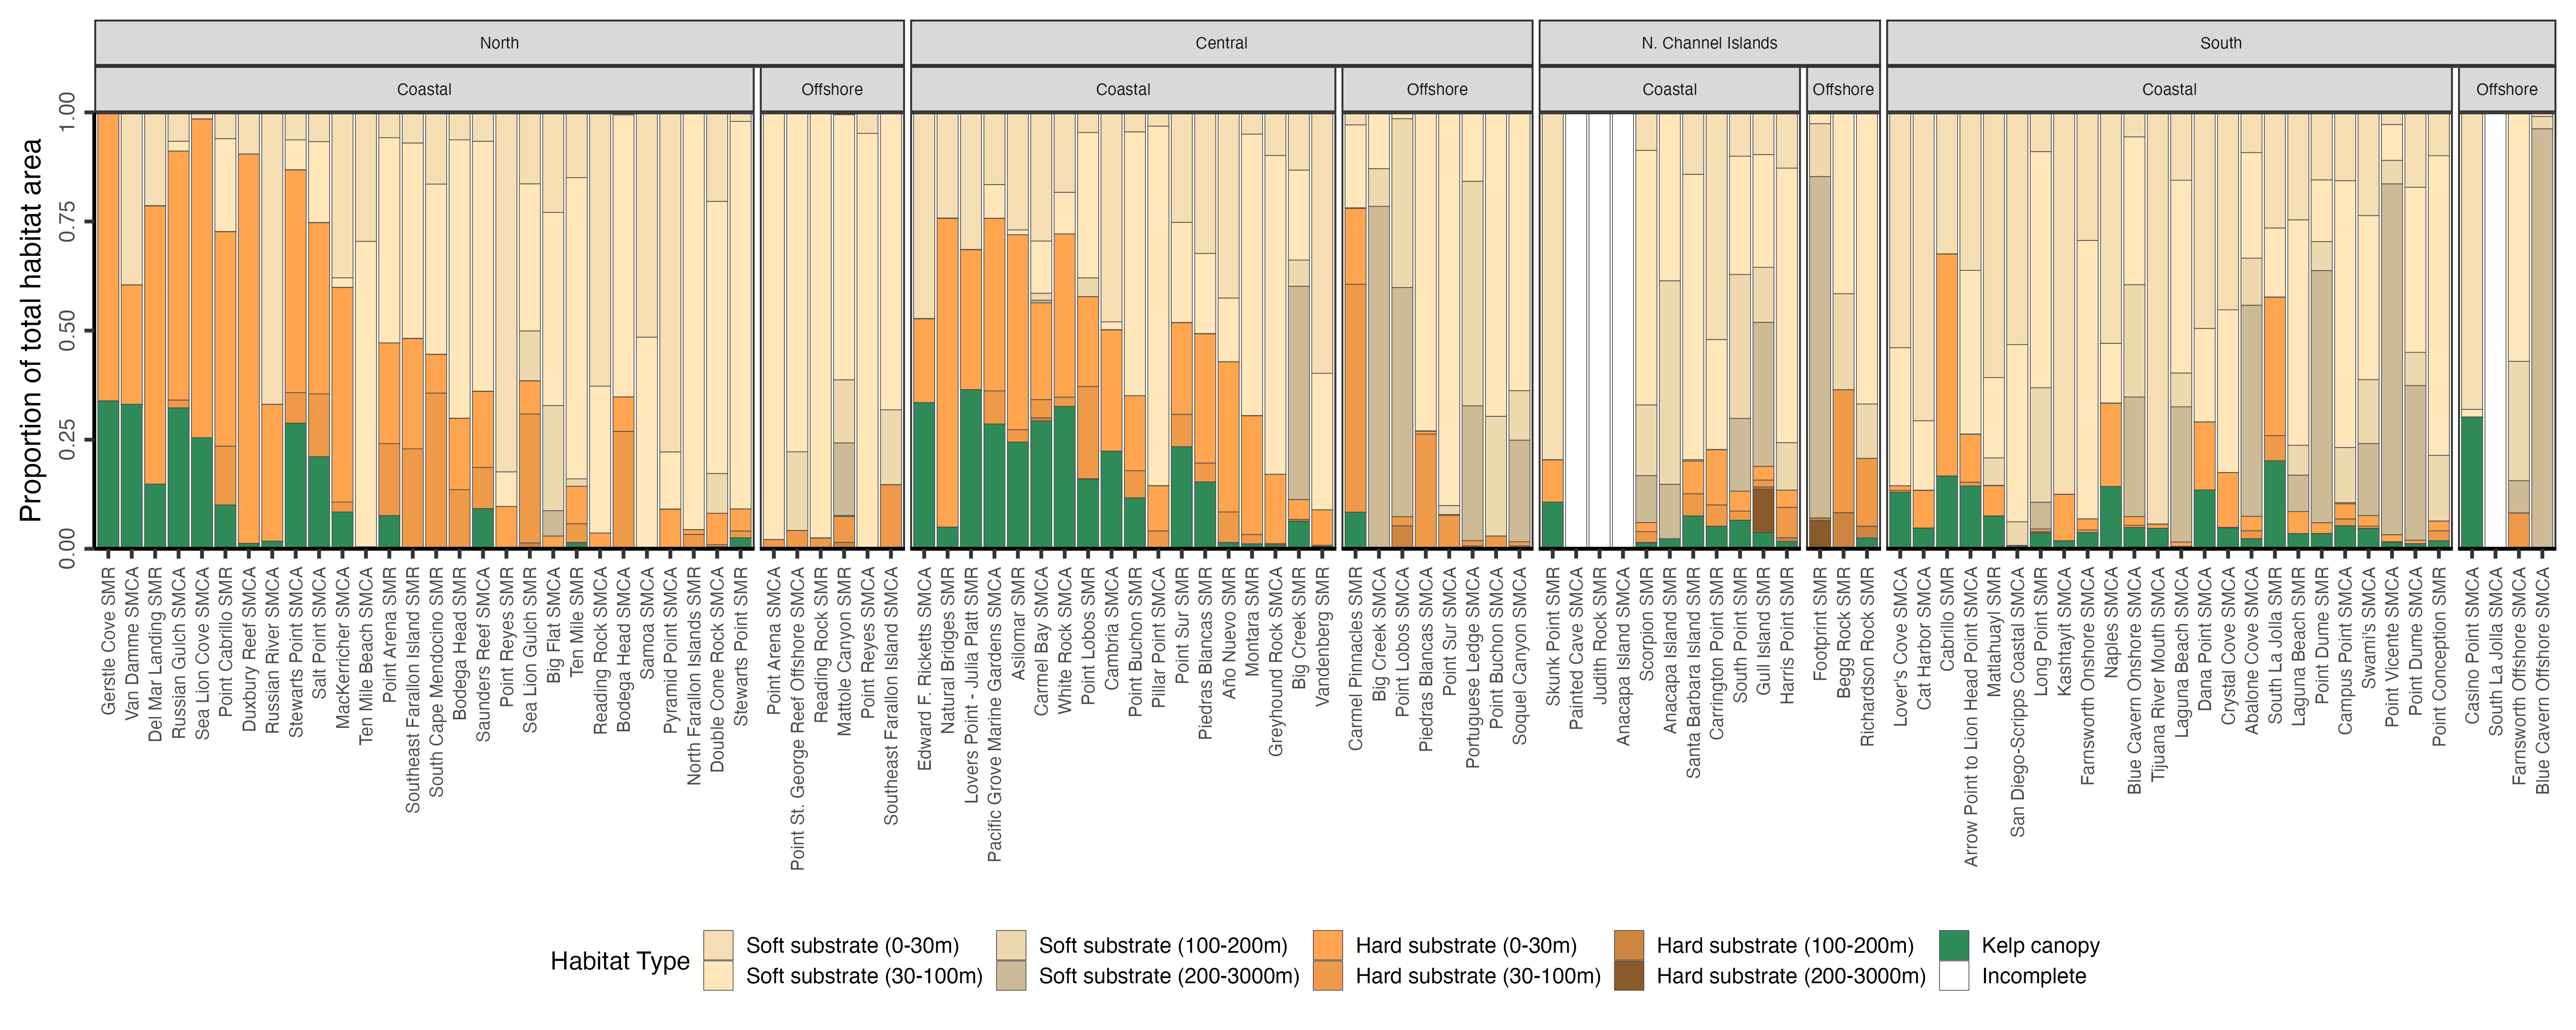 North
Central
N. Channel Islands
South
Coastal
Offshore
Coastal
Offshore
Coastal
Offshore
Coastal
Offshore
Proportion of total habitat area
1.00
0.75
0.50
0.25
0.00
Gerstle Cove SMR
Van Damme SMCA
Del Mar Landing SMR
Russian Gulch SMCA
Sea Lion Cove SMCA
Point Cabrillo SMR
Duxbury Reef SMCA
Russian River SMCA
Stewarts Point SMCA
Salt Point SMCA
MacKerricher SMCA
Ten Mile Beach SMCA
Point Arena SMR
Southeast Farallon Island SMR
South Cape Mendocino SMR
Bodega Head SMR
Saunders Reef SMCA
Point Reyes SMR
Sea Lion Gulch SMR
Big Flat SMCA
Ten Mile SMR
Reading Rock SMCA
Bodega Head SMCA
Samoa SMCA
Pyramid Point SMCA
North Farallon Islands SMR
Double Cone Rock SMCA
Stewarts Point SMR
Point Arena SMCA
Point St. George Reef Offshore SMCA
Reading Rock SMR
Mattole Canyon SMR
Point Reyes SMCA
Southeast Farallon Island SMCA
Edward F. Ricketts SMCA
Natural Bridges SMR
Lovers Point - Julia Platt SMR
Pacific Grove Marine Gardens SMCA
Asilomar SMR
Carmel Bay SMCA
White Rock SMCA
Point Lobos SMR
Cambria SMCA
Point Buchon SMR
Pillar Point SMCA
Point Sur SMR
Piedras Blancas SMR
Año Nuevo SMR
Montara SMR
Greyhound Rock SMCA
Big Creek SMR
Vandenberg SMR
Carmel Pinnacles SMR
Big Creek SMCA
Point Lobos SMCA
Piedras Blancas SMCA
Point Sur SMCA
Portuguese Ledge SMCA
Point Buchon SMCA
Soquel Canyon SMCA
Skunk Point SMR
Painted Cave SMCA
Judith Rock SMR
Anacapa Island SMCA
Scorpion SMR
Anacapa Island SMR
Santa Barbara Island SMR
Carrington Point SMR
South Point SMR
Gull Island SMR
Harris Point SMR
Footprint SMR
Begg Rock SMR
Richardson Rock SMR
Lover's Cove SMCA
Cat Harbor SMCA
Cabrillo SMR
Arrow Point to Lion Head Point SMCA
Matlahuayl SMR
San Diego-Scripps Coastal SMCA
Long Point SMR
Kashtayit SMCA
Farnsworth Onshore SMCA
Naples SMCA
Blue Cavern Onshore SMCA
Tijuana River Mouth SMCA
Laguna Beach SMCA
Dana Point SMCA
Crystal Cove SMCA
Abalone Cove SMCA
South La Jolla SMR
Laguna Beach SMR
Point Dume SMR
Campus Point SMCA
Swami's SMCA
Point Vicente SMCA
Point Dume SMCA
Point Conception SMR
Casino Point SMCA
South La Jolla SMCA
Farnsworth Offshore SMCA
Blue Cavern Offshore SMCA
Habitat Type
Soft substrate (0-30m)
Soft substrate (30-100m)
Soft substrate (100-200m)
Soft substrate (200-3000m)
Hard substrate (0-30m)
Hard substrate (30-100m)
Hard substrate (100-200m)
Hard substrate (200-3000m)
Kelp canopy
Incomplete